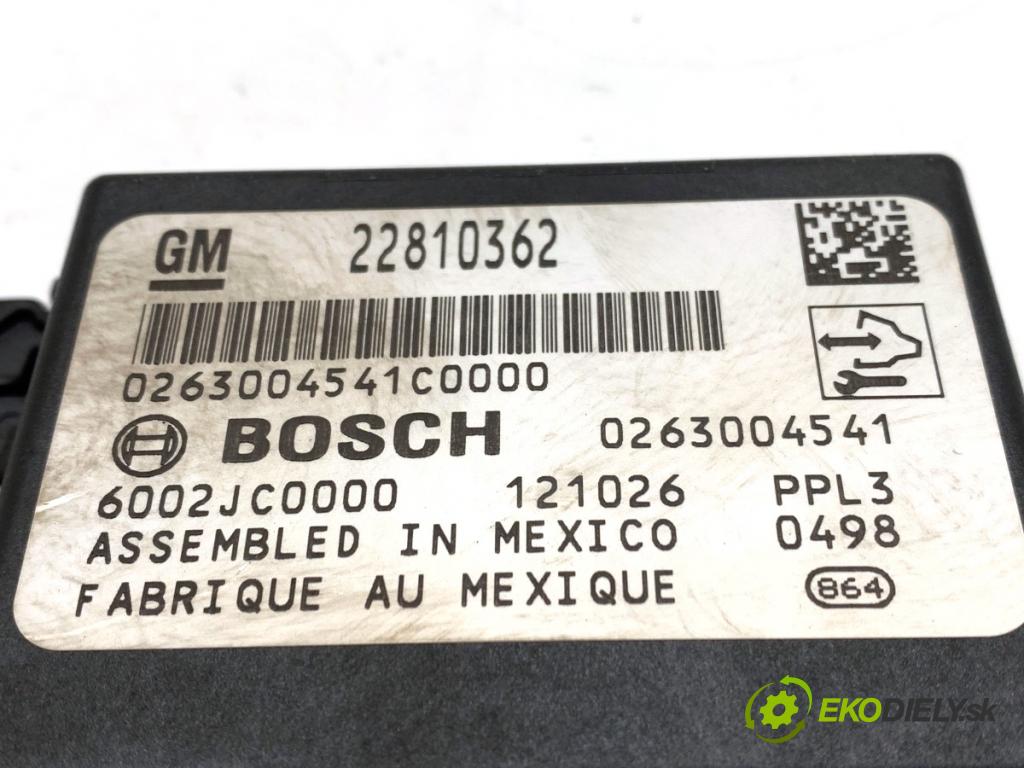 GM 22810362
0263004541C0000
BOSCH 0263004541
6002JC0000 121026 PPL3
ASSEMBLED IN MEXICO 0498
FABRIQUE AU MEXIQUE 864
EKODIELY.sk